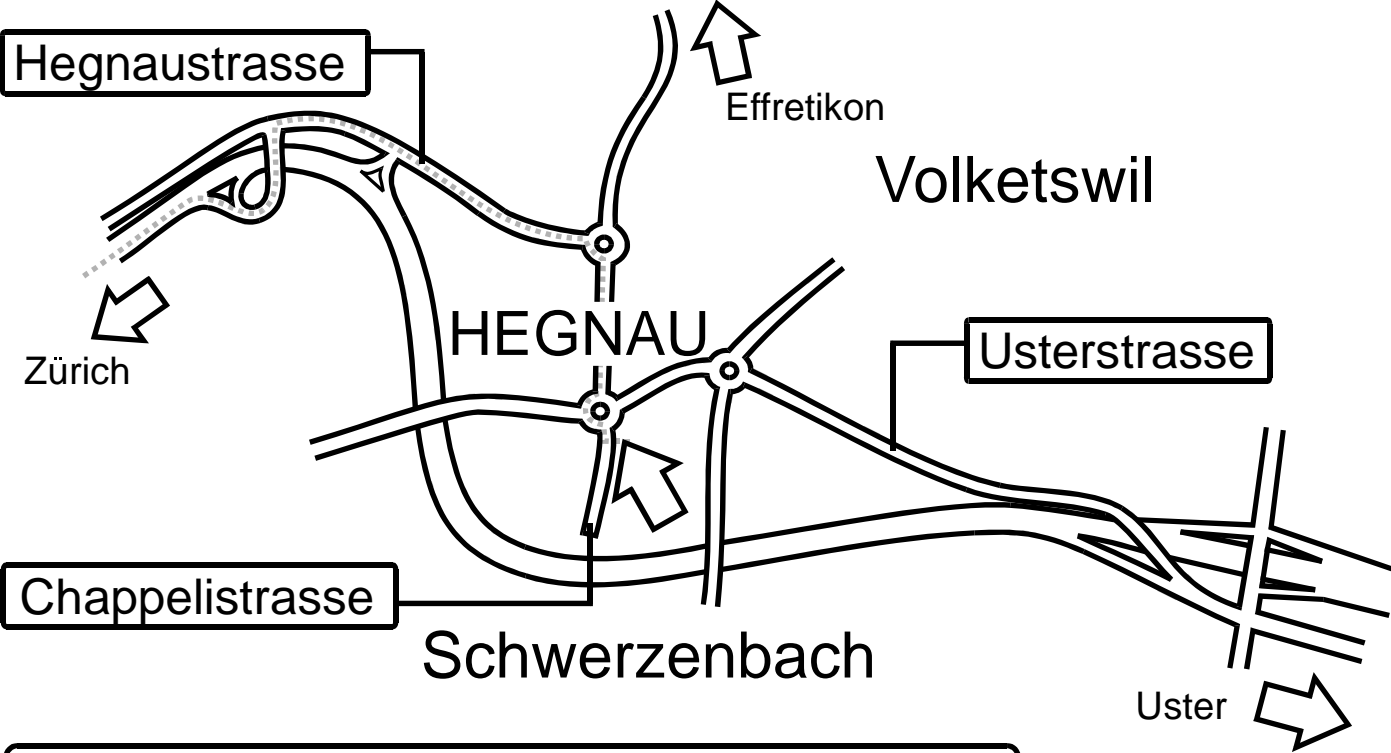 Hegnaustrasse
Effretikon
Volketswil
HEGNAU
Usterstrasse
Zürich
Chappelistrasse
Schwerzenbach
Uster